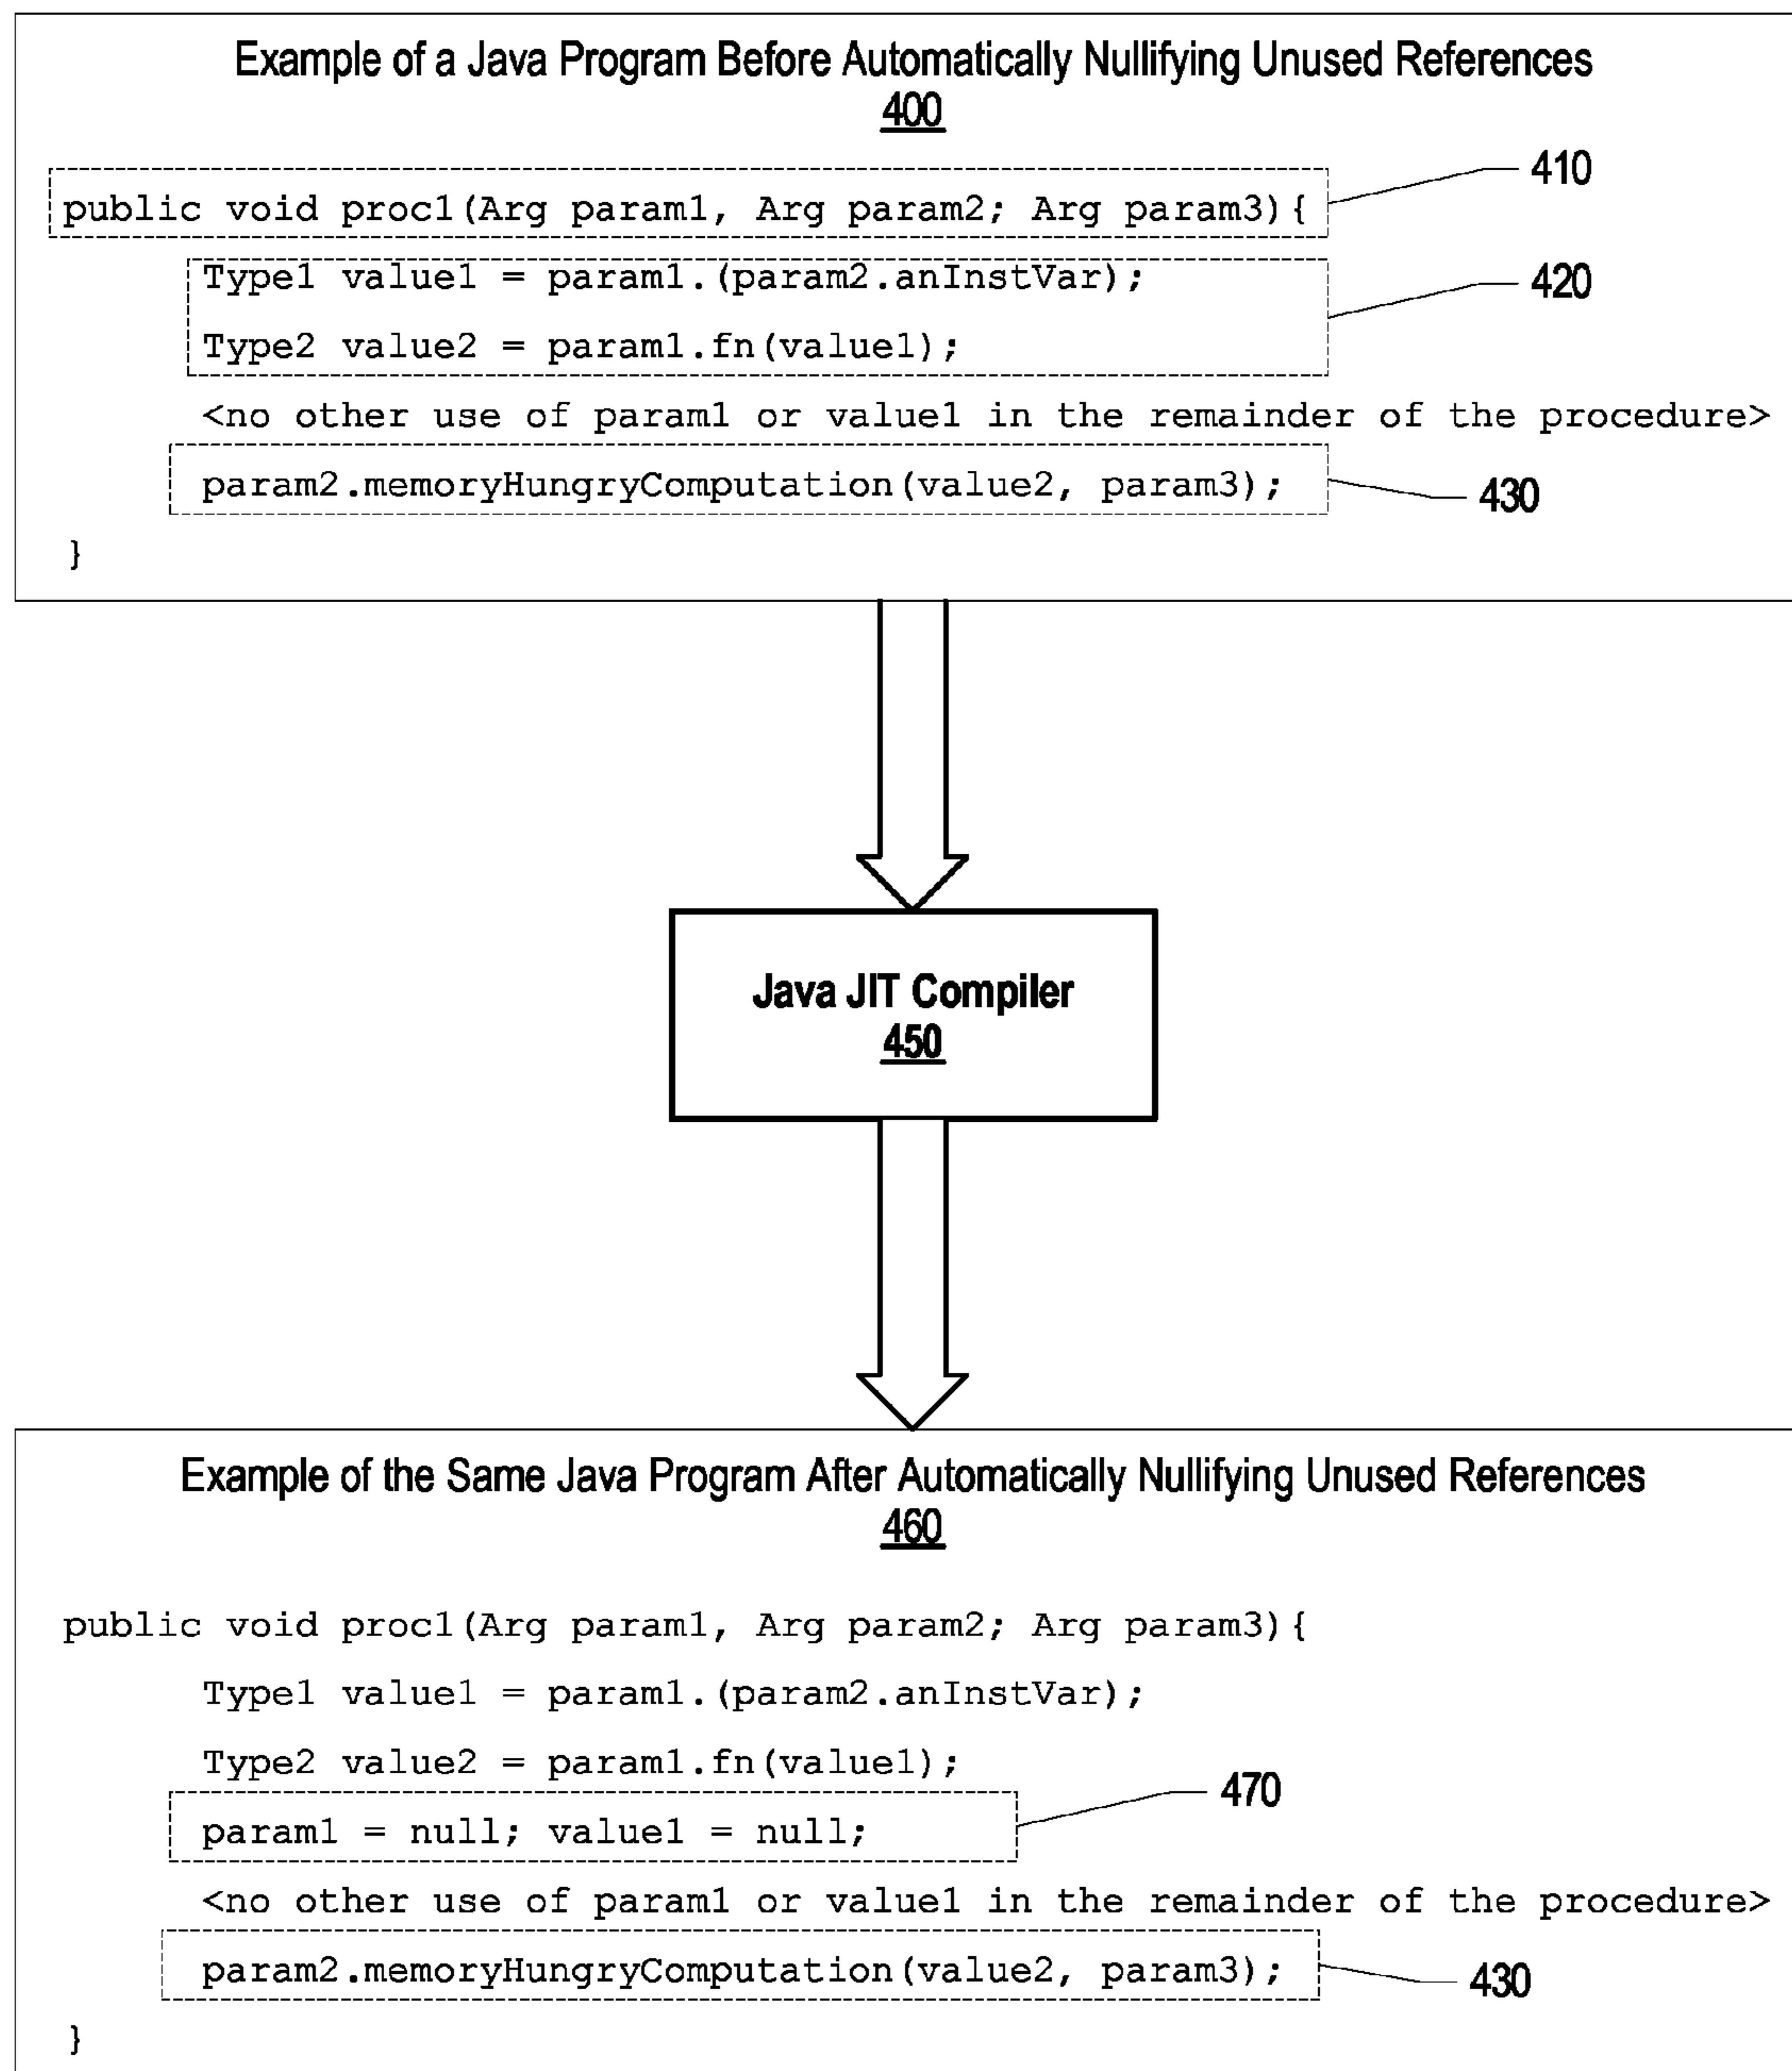 Example of a Java Program Before Automatically Nullifying Unused References
400
410
public void proc1(Arg param1, Arg param2; Arg param3){
Type1 value1 = param1.(param2.anInstVar);
420
Type2 value2 = param1.fn(value1);
<no other use of param1 or value1 in the remainder of the procedure>
param2.memoryHungryComputation(value2, param3);
430
}
Java JIT Compiler
450
Example of the Same Java Program After Automatically Nullifying Unused References
460
public void proc1(Arg param1, Arg param2; Arg param3){
Type1 value1 = param1.(param2.anInstVar);
Type2 value2 = param1.fn(value1);
470
param1 = null; value1 = null;
<no other use of param1 or value1 in the remainder of the procedure>
param2.memoryHungryComputation(value2, param3);
430
}